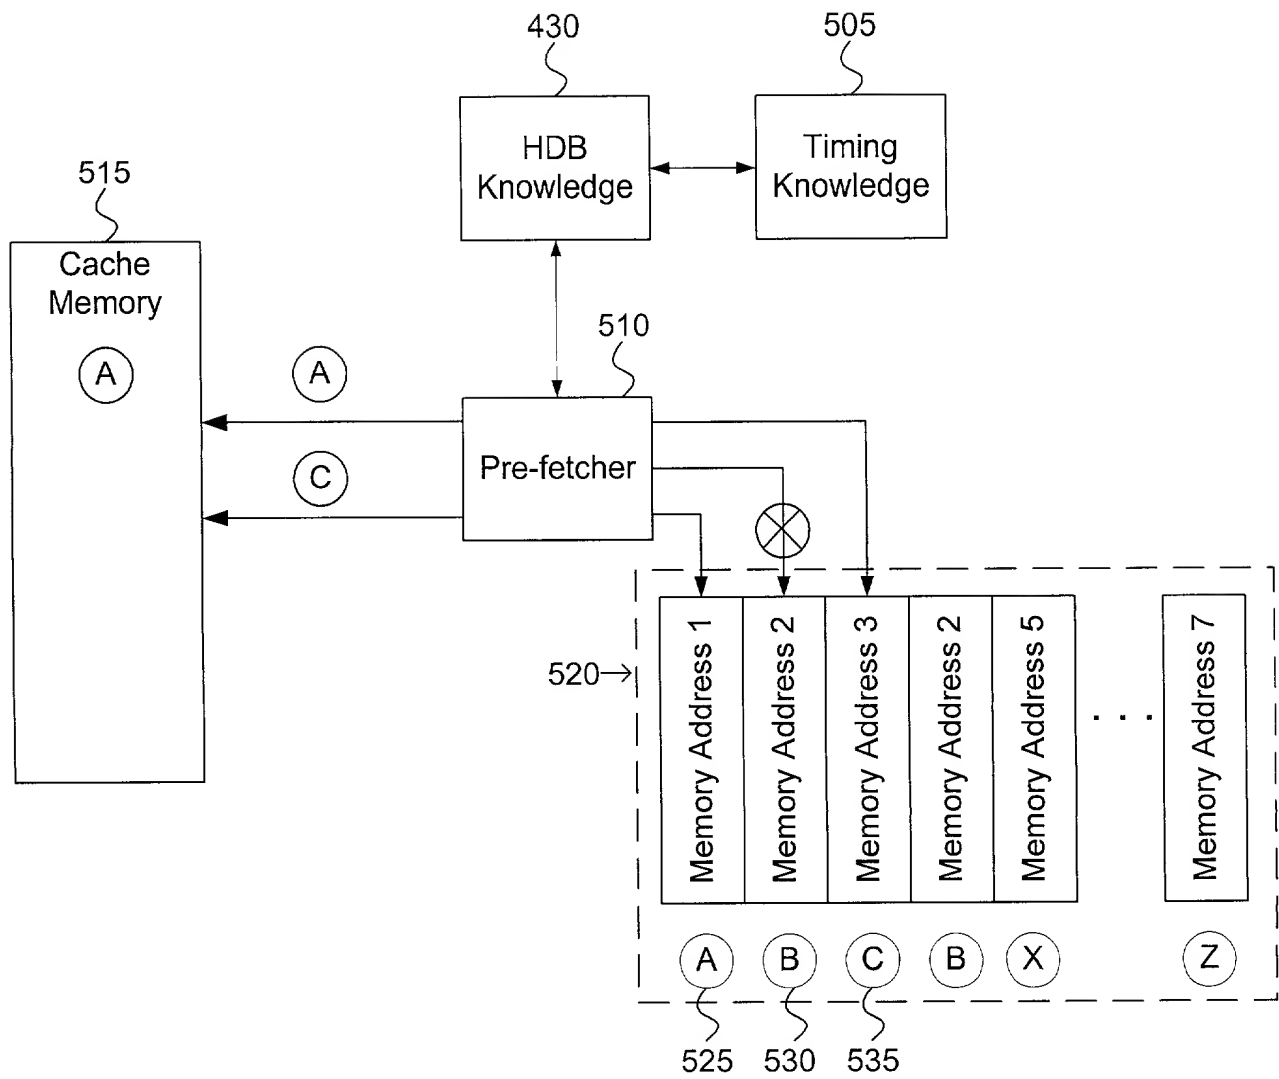 430
505
HDB
Knowledge
Timing
Knowledge
515
Cache
Memory
A
510
A
C
Pre-fetcher
520
Memory Address 1
Memory Address 2
Memory Address 3
Memory Address 2
Memory Address 5
. . .
Memory Address 7
A
B
C
B
X
Z
525
530
535